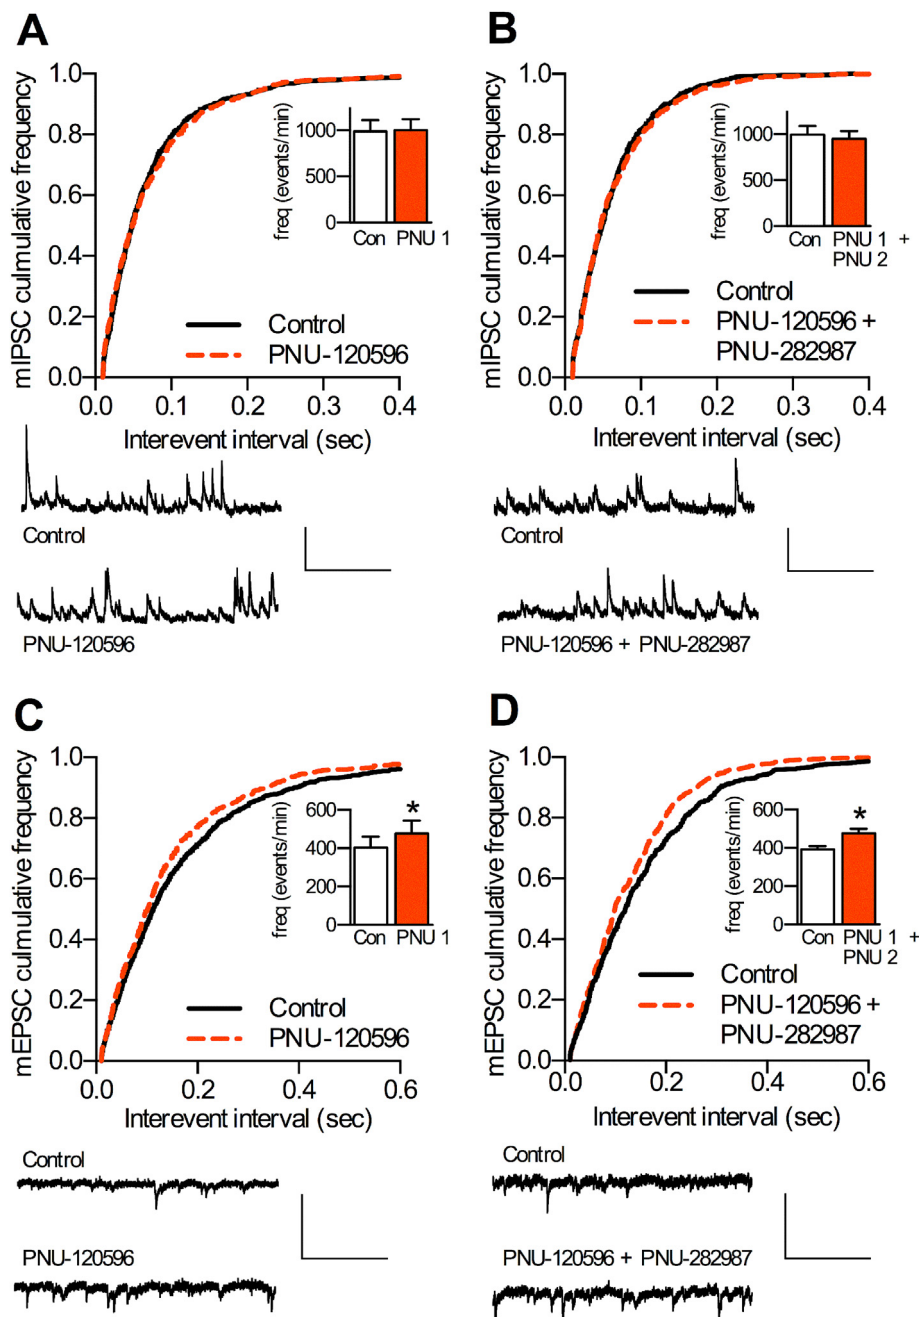 A
mIPSC culmulative frequency
1.0
0.8
0.6
0.4
0.2
0.0
0.0 0.1 0.2 0.3 0.4
Interevent interval (sec)
freq (events/min)
1000
500
0
Con PNU 1
Control
PNU-120596
Control
PNU-120596
B
mIPSC culmulative frequency
1.0
0.8
0.6
0.4
0.2
0.0
0.0 0.1 0.2 0.3 0.4
Interevent interval (sec)
freq (events/min)
1000
500
0
Con PNU 1 +
PNU 2
Control
PNU-120596 +
PNU-282987
Control
PNU-120596 + PNU-282987
C
mEPSC culmulative frequency
1.0
0.8
0.6
0.4
0.2
0.0
0.0 0.2 0.4 0.6
Interevent interval (sec)
freq (events/min)
600
400
200
0
*
Con PNU 1
Control
PNU-120596
Control
PNU-120596
D
mEPSC culmulative frequency
1.0
0.8
0.6
0.4
0.2
0.0
0.0 0.2 0.4 0.6
Interevent interval (sec)
freq (events/min)
600
400
200
0
*
Con PNU 1 +
PNU 2
Control
PNU-120596 +
PNU-282987
Control
PNU-120596 + PNU-282987